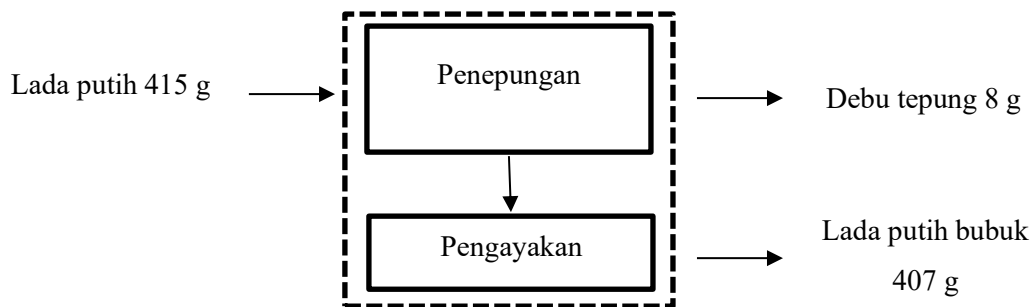 Lada putih 415 g
Penepungan
Debu tepung 8 g
Pengayakan
Lada putih bubuk
407 g